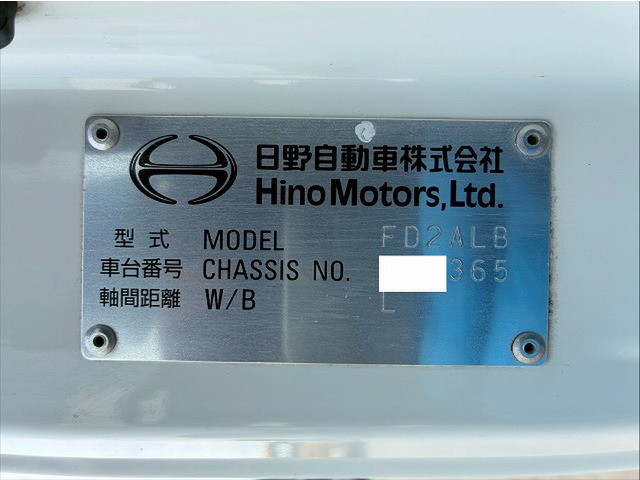 日野自動車株式会社
Hino Motors, Ltd.
型式 MODEL FD2ALB
車台番号 CHASSIS NO. 365
軸間距離 W/B L